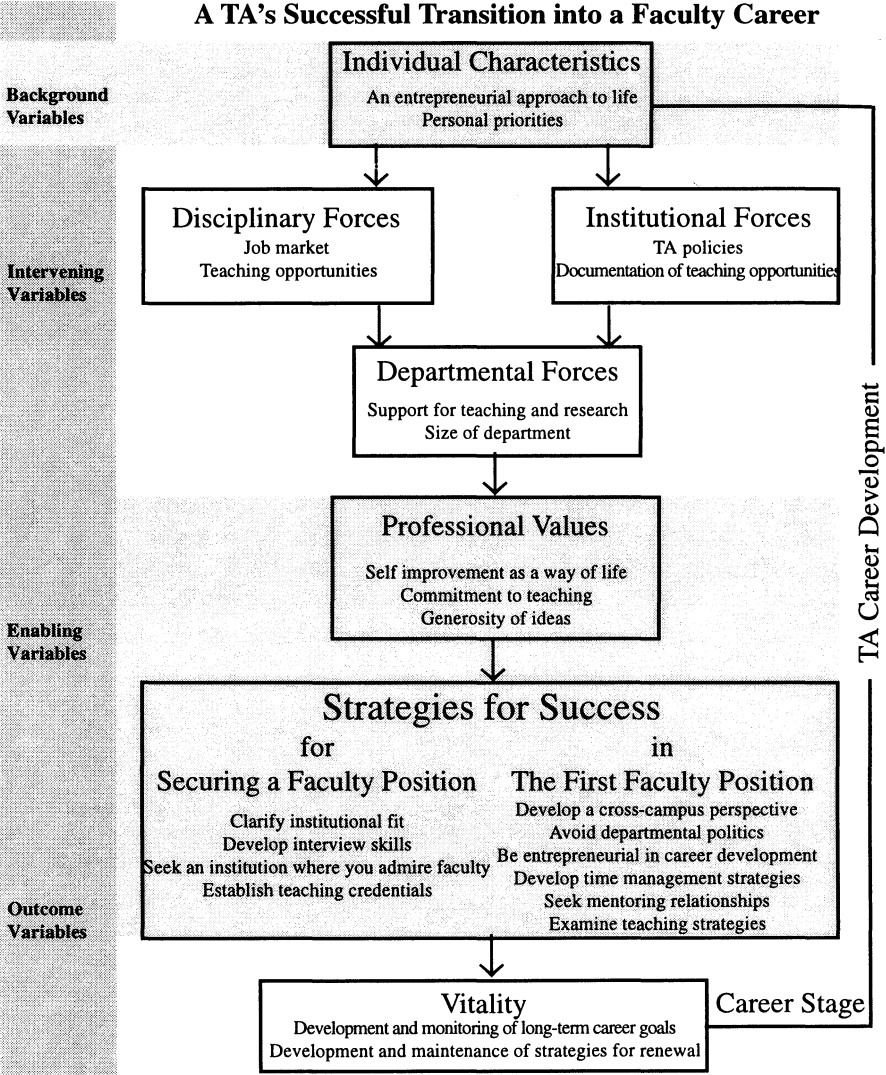 A TA's Successful Transition into a Faculty Career
Individual Characteristics
An entrepreneurial approach to life
Personal priorities
Background
Variables
Disciplinary Forces
Job market
Teaching opportunities
Institutional Forces
TA policies
Documentation of teaching opportunities
Intervening
Variables
Departmental Forces
Support for teaching and research
Size of department
Professional Values
Self improvement as a way of life
Commitment to teaching
Generosity of ideas
Enabling
Variables
Strategies for Success
for
Securing a Faculty Position
Clarify institutional fit
Develop interview skills
Seek an institution where you admire faculty
Establish teaching credentials
in
The First Faculty Position
Develop a cross-campus perspective
Avoid departmental politics
Be entrepreneurial in career development
Develop time management strategies
Seek mentoring relationships
Examine teaching strategies
Outcome
Variables
Vitality
Development and monitoring of long-term career goals
Development and maintenance of strategies for renewal
Career Stage
TA Career Development